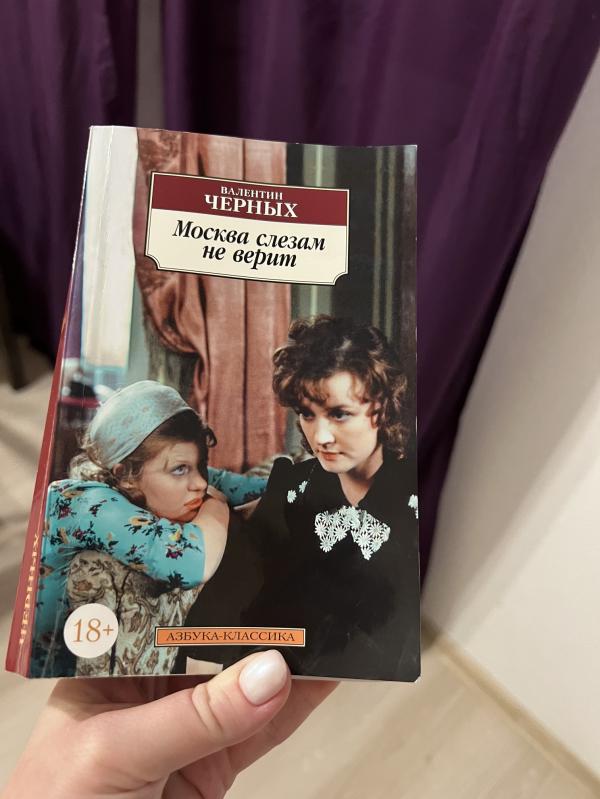 ВАЛЕНТИН
ЧЕРНЫХ
Москва слезам
не верит
18+
АЗБУКА-КЛАССИКА